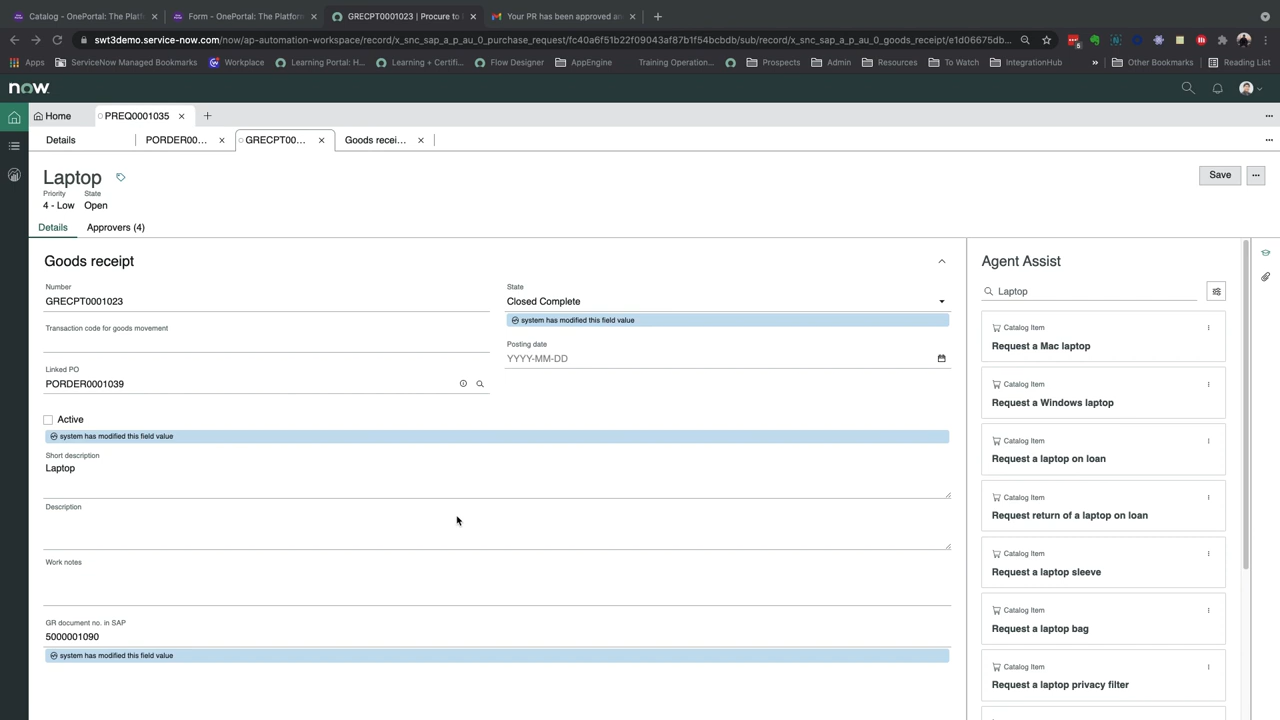 Catalog - OnePortal: The Platf
Form - OnePortal: The Platform
GRECPT0001023 | Procure to
Your PR has been approved an
swt3demo.service-now.com/now/ap-automation-workspace/record/x_snc_sap_a_p_au_0_purchase_request/fc40a6f51b22f09043af87b1f54bcbdb/sub/record/x_snc_sap_a_p_au_0_goods_receipt/e1d06675db...
5
Apps
ServiceNow Managed Bookmarks
Workplace
Learning Portal: H...
Learning + Certifi...
Flow Designer
AppEngine
Training Operation...
Prospects
Admin
Resources
To Watch
IntegrationHub
»
Other Bookmarks
Reading List
now
Home
PREQ0001035
Details
PORDER00...
GRECPT00...
Goods recei...
Laptop
Save
Priority
State
4 - Low
Open
Details
Approvers (4)
Goods receipt
Number
GRECPT0001023
State
Closed Complete
system has modified this field value
Transaction code for goods movement
Posting date
YYYY-MM-DD
Linked PO
PORDER0001039
Active
system has modified this field value
Short description
Laptop
Description
Work notes
GR document no. in SAP
5000001090
system has modified this field value
Agent Assist
Laptop
Catalog Item
Request a Mac laptop
Catalog Item
Request a Windows laptop
Catalog Item
Request a laptop on loan
Catalog Item
Request return of a laptop on loan
Catalog Item
Request a laptop sleeve
Catalog Item
Request a laptop bag
Catalog Item
Request a laptop privacy filter